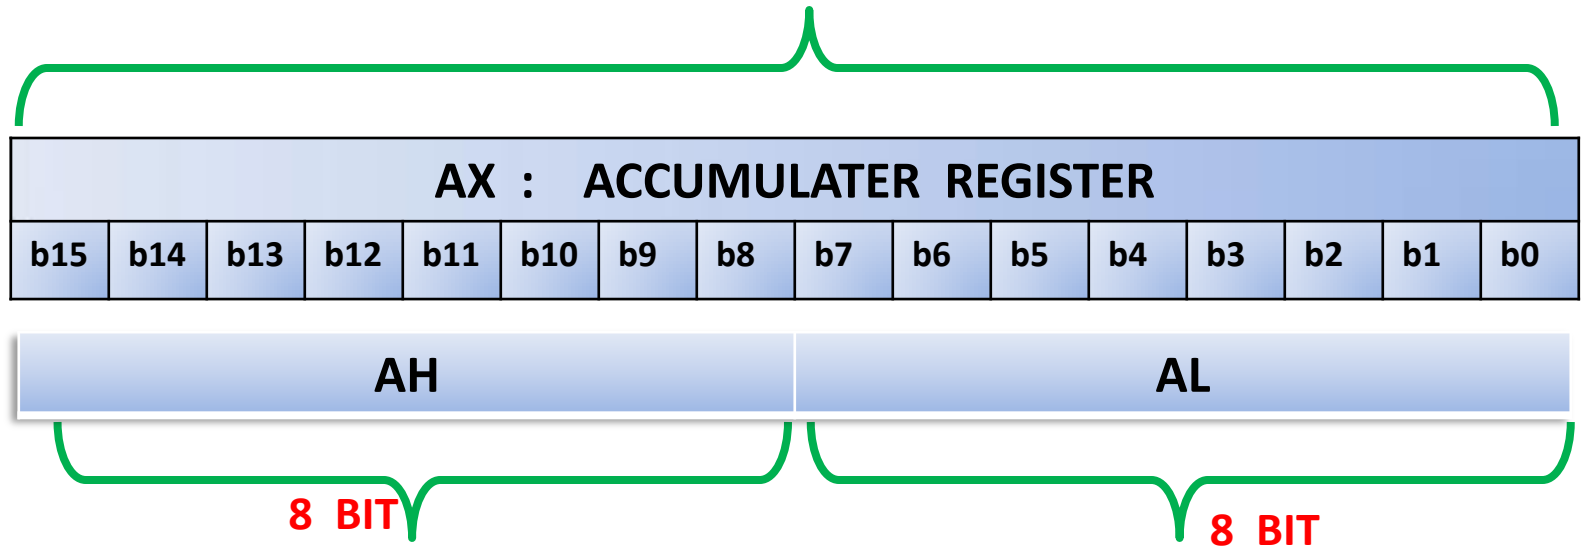 AX : ACCUMULATER REGISTER
b15 b14 b13 b12 b11 b10 b9 b8 b7 b6 b5 b4 b3 b2 b1 b0
AH AL
8 BIT 8 BIT